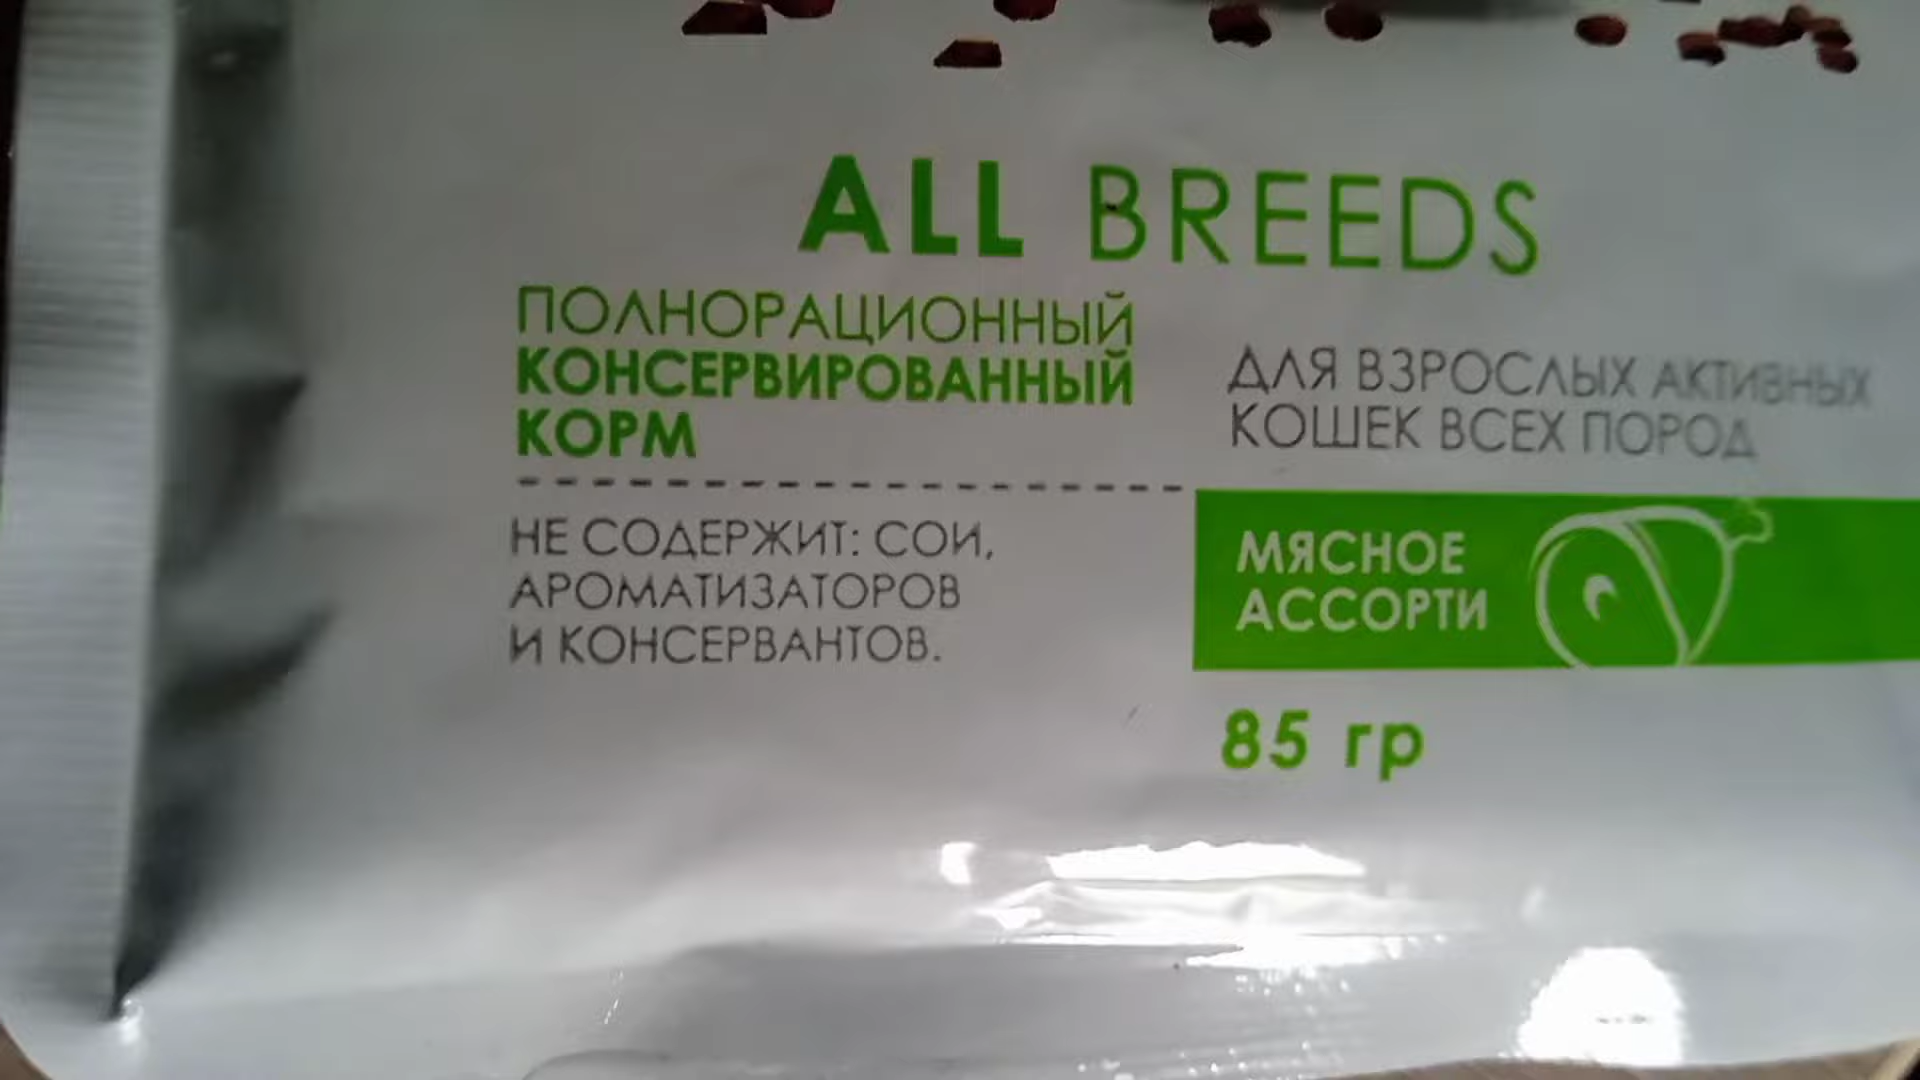 ALL BREEDS
ПОЛНОРАЦИОННЫЙ
КОНСЕРВИРОВАННЫЙ
КОРМ
ДЛЯ ВЗРОСЛЫХ АКТИВНЫХ
КОШЕК ВСЕХ ПОРОД
НЕ СОДЕРЖИТ: СОИ,
АРОМАТИЗАТОРОВ
И КОНСЕРВАНТОВ.
МЯСНОЕ
АССОРТИ
85 гр